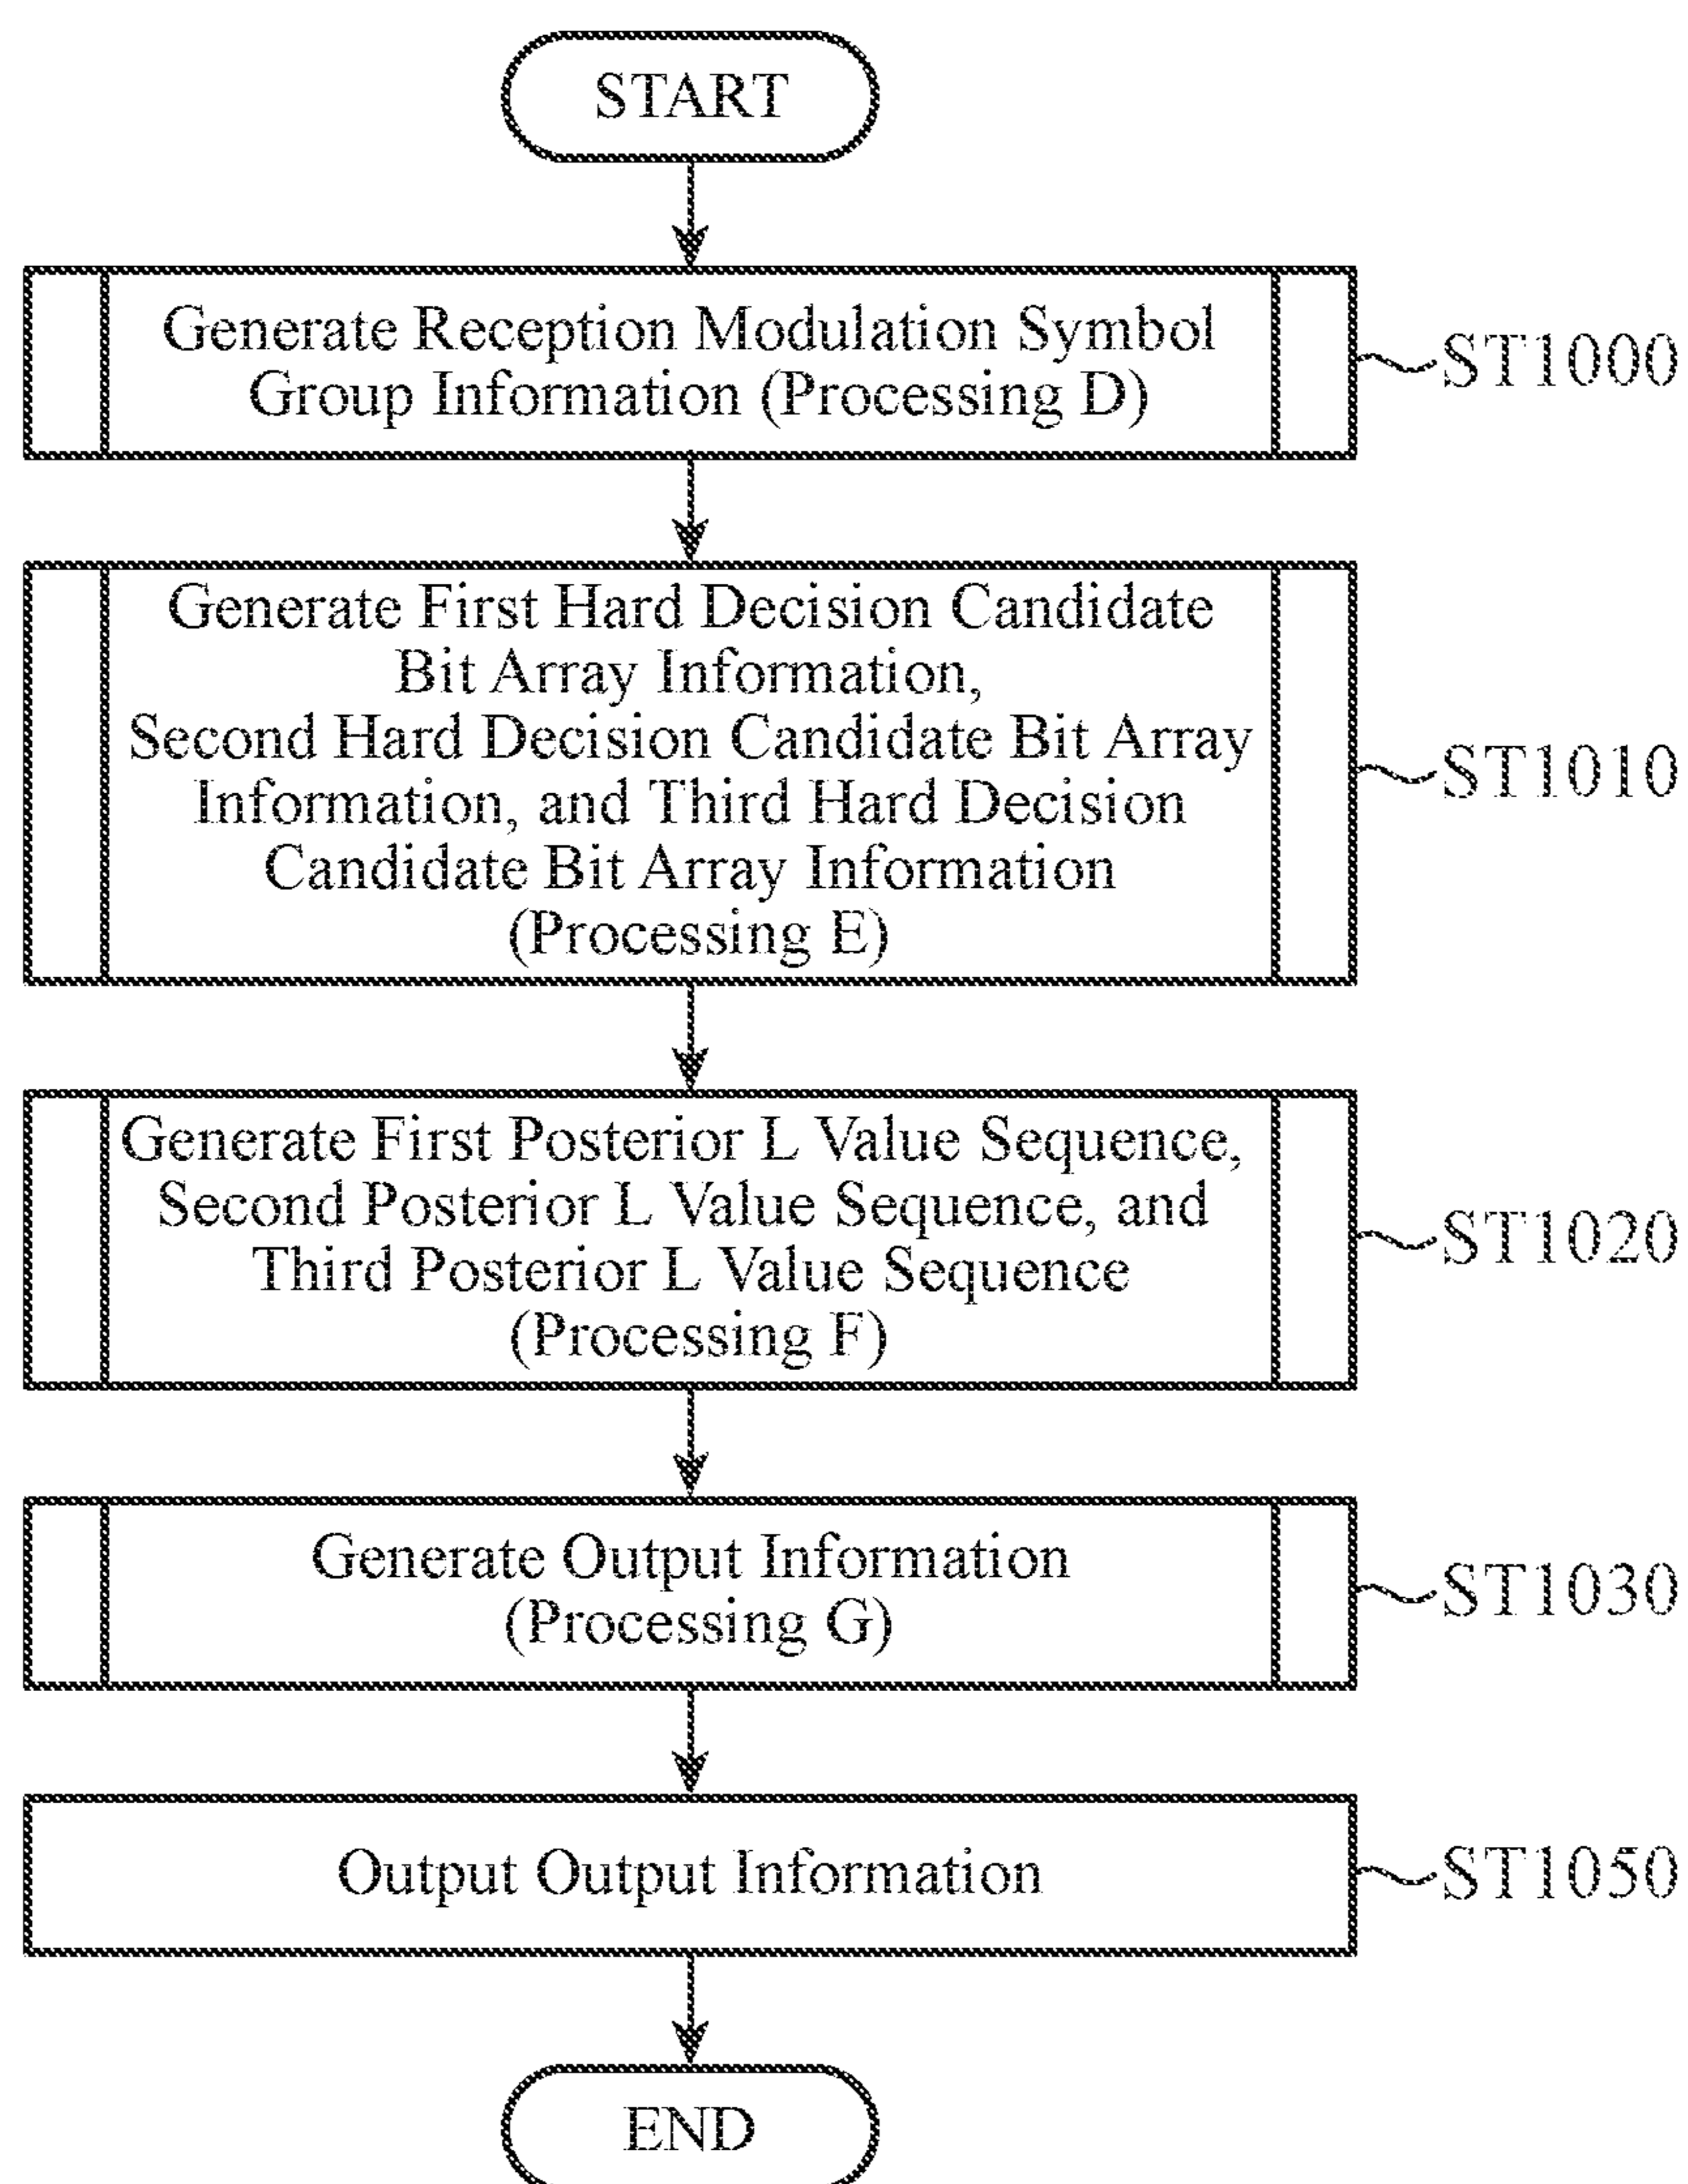 START
Generate Reception Modulation Symbol
Group Information (Processing D)
ST1000
Generate First Hard Decision Candidate
Bit Array Information,
Second Hard Decision Candidate Bit Array
Information, and Third Hard Decision
Candidate Bit Array Information
(Processing E)
ST1010
Generate First Posterior L Value Sequence,
Second Posterior L Value Sequence, and
Third Posterior L Value Sequence
(Processing F)
ST1020
Generate Output Information
(Processing G)
ST1030
Output Output Information
ST1050
END